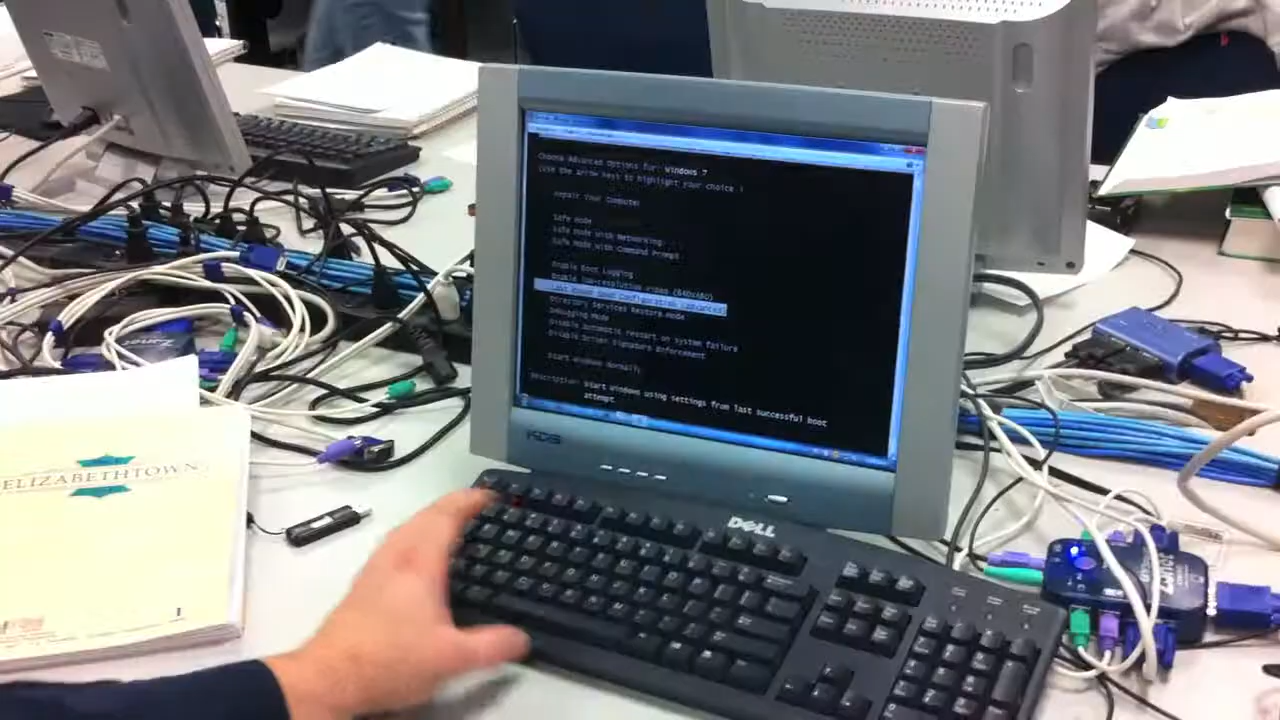 Choose Advanced Options for: Windows 7
(Use the arrow keys to highlight your choice.)
Repair Your Computer
Safe Mode
Safe Mode with Networking
Safe Mode with Command Prompt
Enable Boot Logging
Enable low-resolution video (640x480)
Last Known Good Configuration (advanced)
Directory Services Restore Mode
Debugging Mode
Disable automatic restart on system failure
Disable Driver Signature Enforcement
Start Windows Normally
Description: Start Windows using settings from last successful boot
attempt.
KDS
DELL
ELIZABETHTOWN
Zonet
Zonet